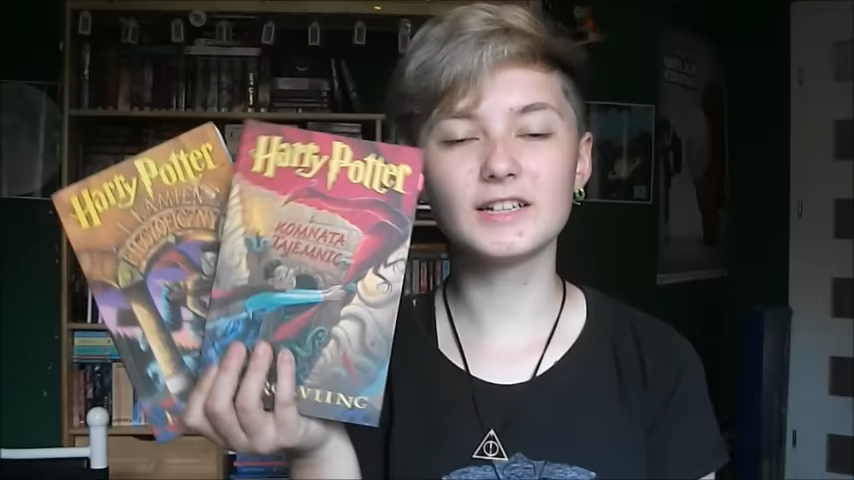 Harry Potter
KAMIEŃ
FILOZOFICZNY
Harry Potter
KOMNATA
TAJEMNIC
ROWLING